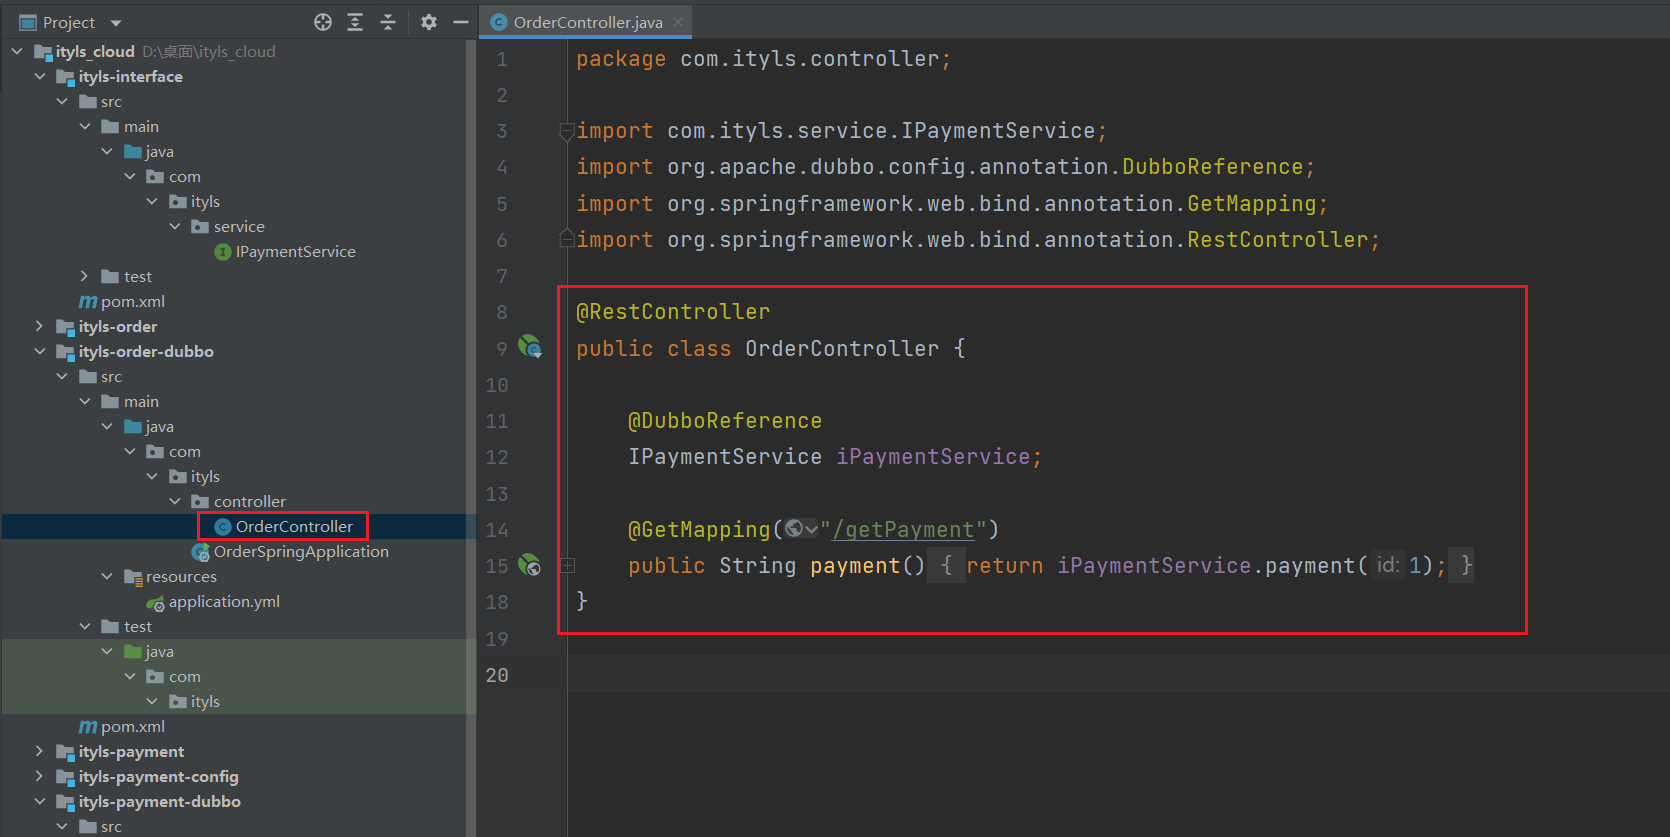 Project
ityls_cloud D:\桌面\ityls_cloud
ityls-interface
src
main
java
com
ityls
service
IPaymentService
test
pom.xml
ityls-order
ityls-order-dubbo
src
main
java
com
ityls
controller
OrderController
OrderSpringApplication
resources
application.yml
test
java
com
ityls
pom.xml
ityls-payment
ityls-payment-config
ityls-payment-dubbo
src
OrderController.java
1 package com.ityls.controller;
2
3 import com.ityls.service.IPaymentService;
4 import org.apache.dubbo.config.annotation.DubboReference;
5 import org.springframework.web.bind.annotation.GetMapping;
6 import org.springframework.web.bind.annotation.RestController;
7
8 @RestController
9 public class OrderController {
10
11 @DubboReference
12 IPaymentService iPaymentService;
13
14 @GetMapping("/getPayment")
15 public String payment() { return iPaymentService.payment( id: 1); }
18 }
19
20